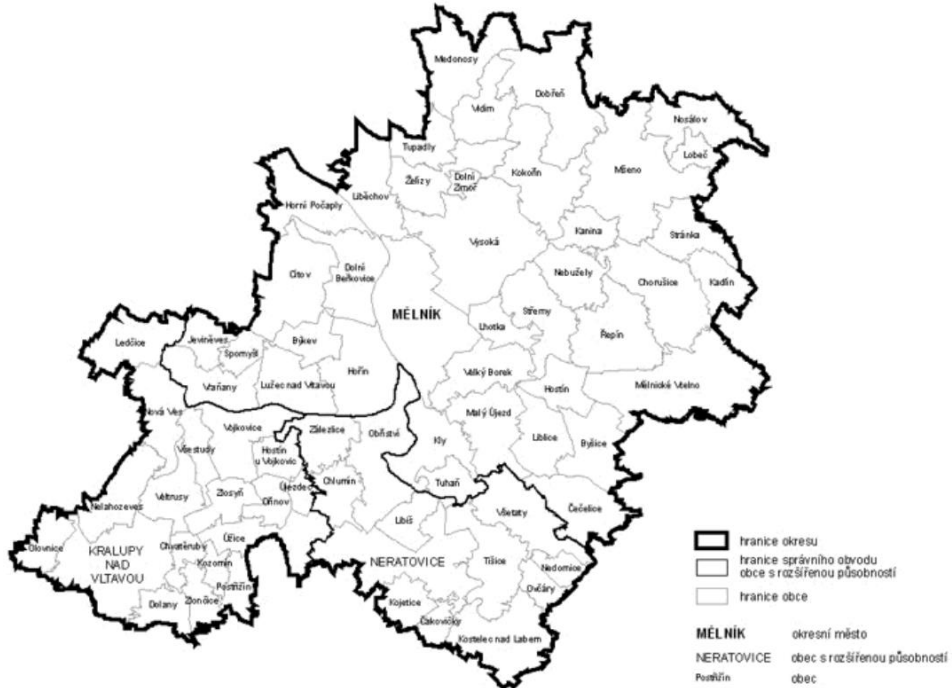 Medonosy
Vidim
Dobřeň
Nosálov
Lobeč
Tupadly
Želízy
Dolní
Zimoř
Kokořín
Mšeno
Liběchov
Horní Počaply
Vysoká
Kanina
Stránka
Cítov
Dolní
Beřkovice
Nebužely
Chorušice
Kadlín
MĚLNÍK
Lhotka
Střemy
Řepín
Ledčice
Jeviněves
Spomyšl
Býkev
Vraňany
Lužec nad Vltavou
Hořín
Velký Borek
Hostín
Mělnické Vtelno
Nová Ves
Vojkovice
Zálezlice
Obříství
Malý Újezd
Všestudy
Hostín
u Vojkovic
Kly
Liblice
Byšice
Chlumín
Tuhaň
Veltrusy
Zlosyň
Újezdec
Dřínov
Nelahozeves
Všetaty
Čečelice
Libiš
Olovnice
KRALUPY
NAD
VLTAVOU
Chvatěruby
Úžice
Kozomín
NERATOVICE
Tišice
Nedomice
Postřižín
Ovčáry
Dolany
Zlončice
Kojetice
Čakovičky
Kostelec nad Labem
hranice okresu
hranice správního obvodu
obce s rozšířenou působností
hranice obce
MĚLNÍK okresní město
NERATOVICE obec s rozšířenou působností
Postřižín obec